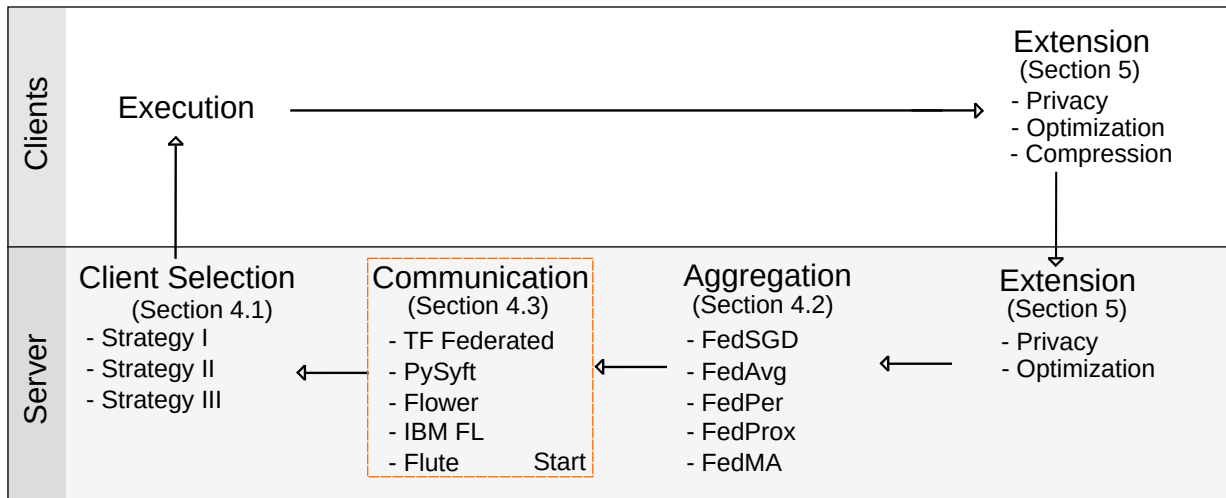 Clients
Execution
Extension
(Section 5)
- Privacy
- Optimization
- Compression
Server
Client Selection
(Section 4.1)
- Strategy I
- Strategy II
- Strategy III
Communication
(Section 4.3)
- TF Federated
- PySyft
- Flower
- IBM FL
- Flute Start
Aggregation
(Section 4.2)
- FedSGD
- FedAvg
- FedPer
- FedProx
- FedMA
Extension
(Section 5)
- Privacy
- Optimization